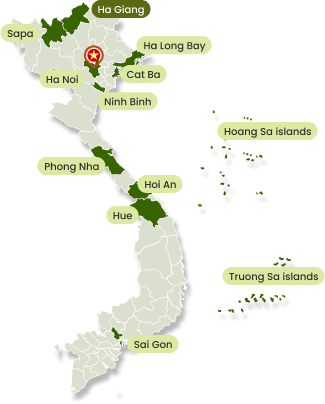 Ha Giang
Sapa
Ha Long Bay
Ha Noi
Cat Ba
Ninh Binh
Hoang Sa islands
Phong Nha
Hoi An
Hue
Truong Sa islands
Sai Gon